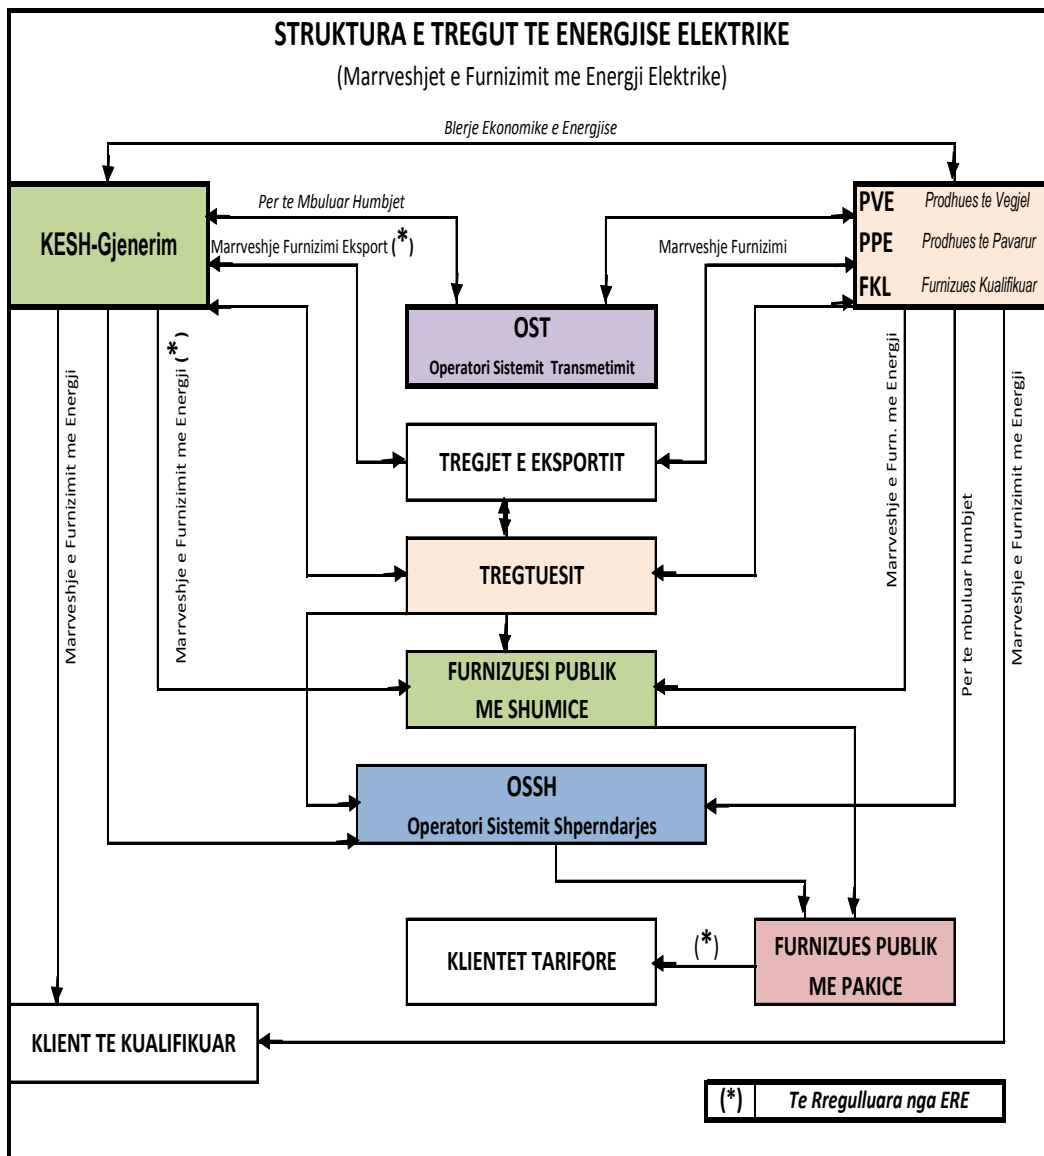 STRUKTURA E TREGUT TE ENERGJISE ELEKTRIKE
(Marrveshjet e Furnizimit me Energji Elektrike)
Blerje Ekonomike e Energjise
KESH-Gjenerim
Per te Mbuluar Humbjet
Marrveshje Furnizimi Eksport (*)
Marrveshje Furnizimi
PVE Prodhues te Vegjel
PPE Prodhues te Pavarur
FKL Furnizues Kualifikuar
OST
Operatori Sistemit Transmetimit
Marrveshje e Furnizimit me Energji
Marrveshje e Furnizimit me Energji (*)
Marrveshje e Furn. me Energji
Per te mbuluar humbjet
Marrveshje e Furnizimit me Energji
TREGJET E EKSPORTIT
TREGTUESIT
FURNIZUESI PUBLIK
ME SHUMICE
OSSH
Operatori Sistemit Shperndarjes
KLIENTET TARIFORE
(*)
FURNIZUES PUBLIK
ME PAKICE
KLIENT TE KUALIFIKUAR
(*) Te Rregulluara nga ERE